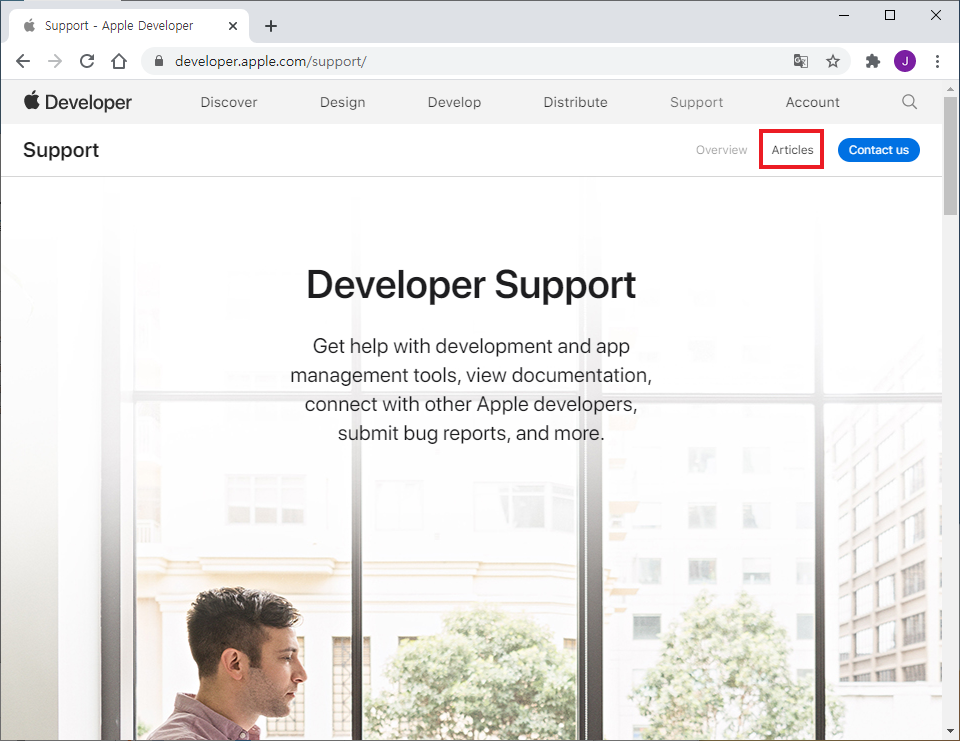 Support - Apple Developer
developer.apple.com/support/
J
Developer Discover Design Develop Distribute Support Account
Support Overview Articles Contact us
Developer Support
Get help with development and app
management tools, view documentation,
connect with other Apple developers,
submit bug reports, and more.